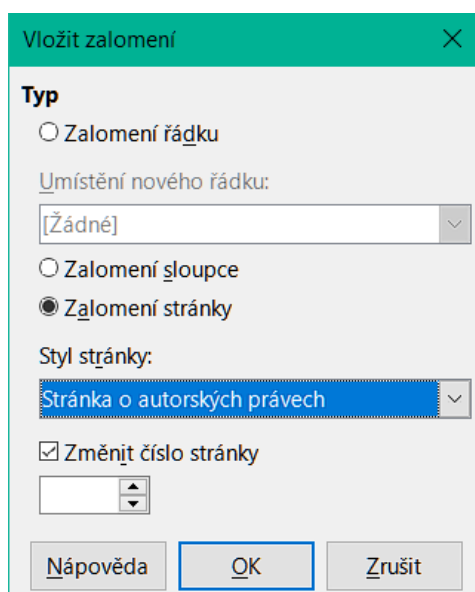 Vložit zalomení
Typ
Zalomení řádku
Umístění nového řádku:
[Žádné]
Zalomení sloupce
Zalomení stránky
Styl stránky:
Stránka o autorských právech
Změnit číslo stránky
Nápověda OK Zrušit